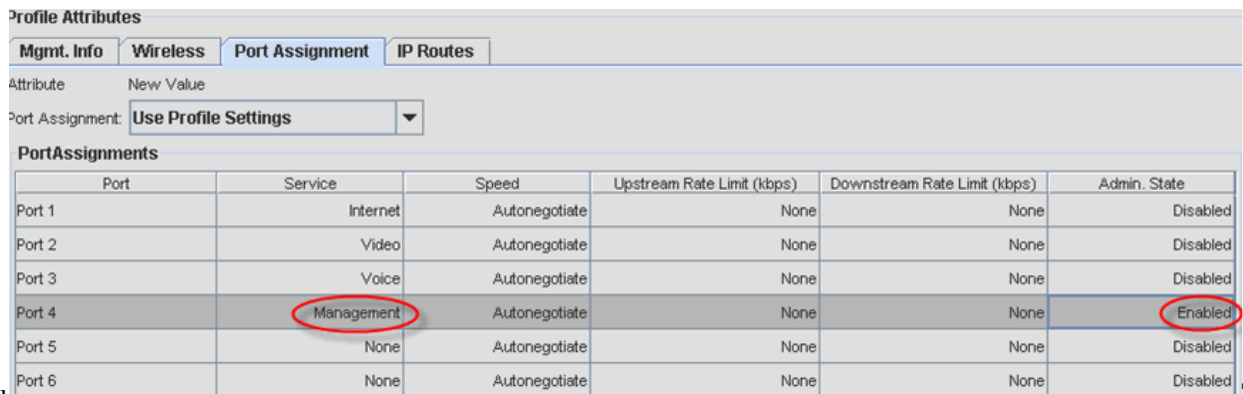 Profile Attributes
Mgmt. Info Wireless Port Assignment IP Routes
Attribute New Value
Port Assignment: Use Profile Settings
PortAssignments
Port Service Speed Upstream Rate Limit (kbps) Downstream Rate Limit (kbps) Admin. State
Port 1 Internet Autonegotiate None None Disabled
Port 2 Video Autonegotiate None None Disabled
Port 3 Voice Autonegotiate None None Disabled
Port 4 Management Autonegotiate None None Enabled
Port 5 None Autonegotiate None None Disabled
Port 6 None Autonegotiate None None Disabled